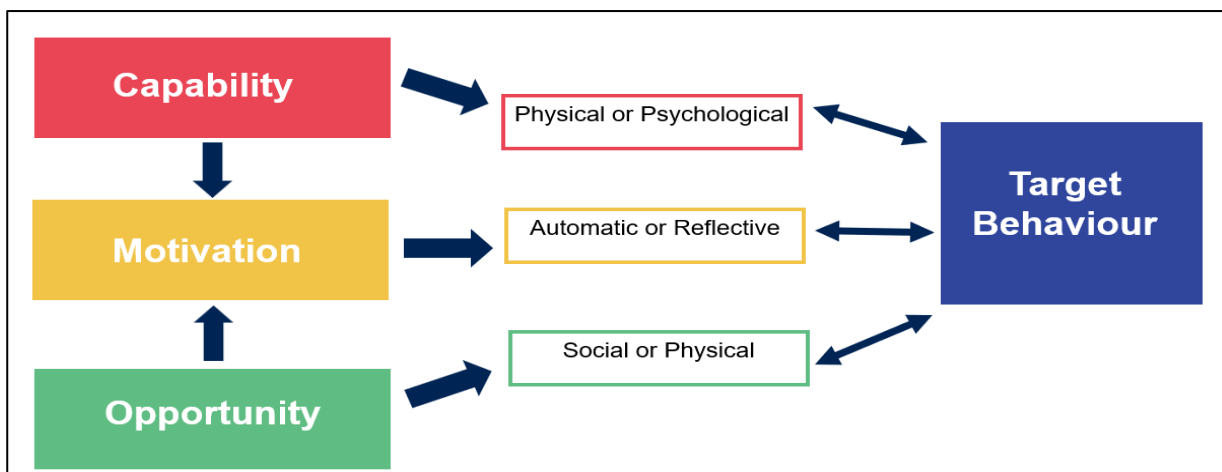 Capability
Physical or Psychological
Target
Behaviour
Motivation
Automatic or Reflective
Opportunity
Social or Physical